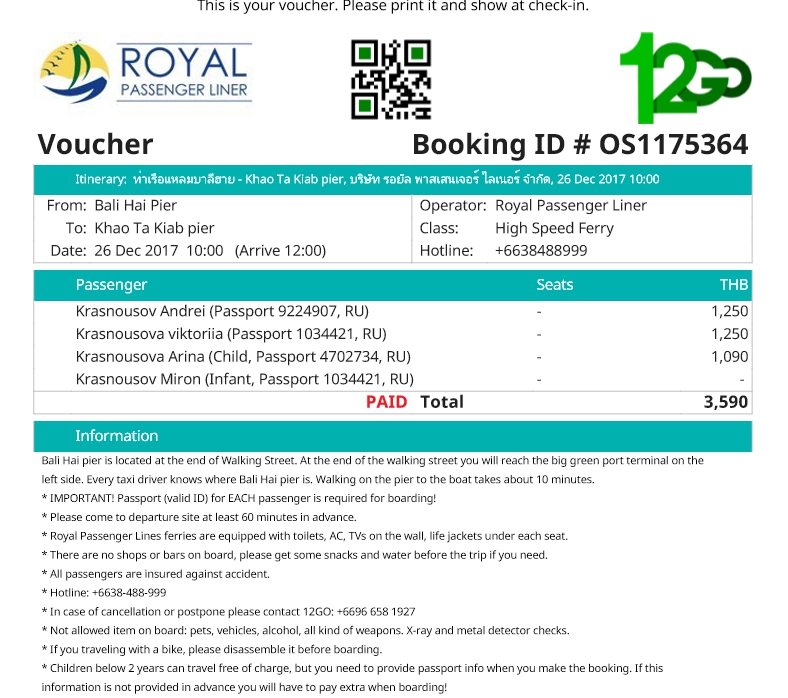 This is your voucher. Please print it and show at check-in.
ROYAL
PASSENGER LINER
12GO
Voucher
Booking ID # OS1175364
Itinerary: ท่าเรือแหลมบาลีฮาย - Khao Ta Kiab pier, บริษัท รอยัล พาสเสนเจอร์ ไลเนอร์ จำกัด, 26 Dec 2017 10:00
From: Bali Hai Pier
Operator: Royal Passenger Liner
To: Khao Ta Kiab pier
Class: High Speed Ferry
Date: 26 Dec 2017 10:00 (Arrive 12:00)
Hotline: +6638488999
Passenger Seats THB
Krasnousov Andrei (Passport 9224907, RU) - 1,250
Krasnousova viktoriia (Passport 1034421, RU) - 1,250
Krasnousova Arina (Child, Passport 4702734, RU) - 1,090
Krasnousov Miron (Infant, Passport 1034421, RU) - -
PAID Total 3,590
Information
Bali Hai pier is located at the end of Walking Street. At the end of the walking street you will reach the big green port terminal on the
left side. Every taxi driver knows where Bali Hai pier is. Walking on the pier to the boat takes about 10 minutes.
* IMPORTANT! Passport (valid ID) for EACH passenger is required for boarding!
* Please come to departure site at least 60 minutes in advance.
* Royal Passenger Lines ferries are equipped with toilets, AC, TVs on the wall, life jackets under each seat.
* There are no shops or bars on board, please get some snacks and water before the trip if you need.
* All passengers are insured against accident.
* Hotline: +6638-488-999
* In case of cancellation or postpone please contact 12GO: +6696 658 1927
* Not allowed item on board: pets, vehicles, alcohol, all kind of weapons. X-ray and metal detector checks.
* If you traveling with a bike, please disassemble it before boarding.
* Children below 2 years can travel free of charge, but you need to provide passport info when you make the booking. If this
information is not provided in advance you will have to pay extra when boarding!